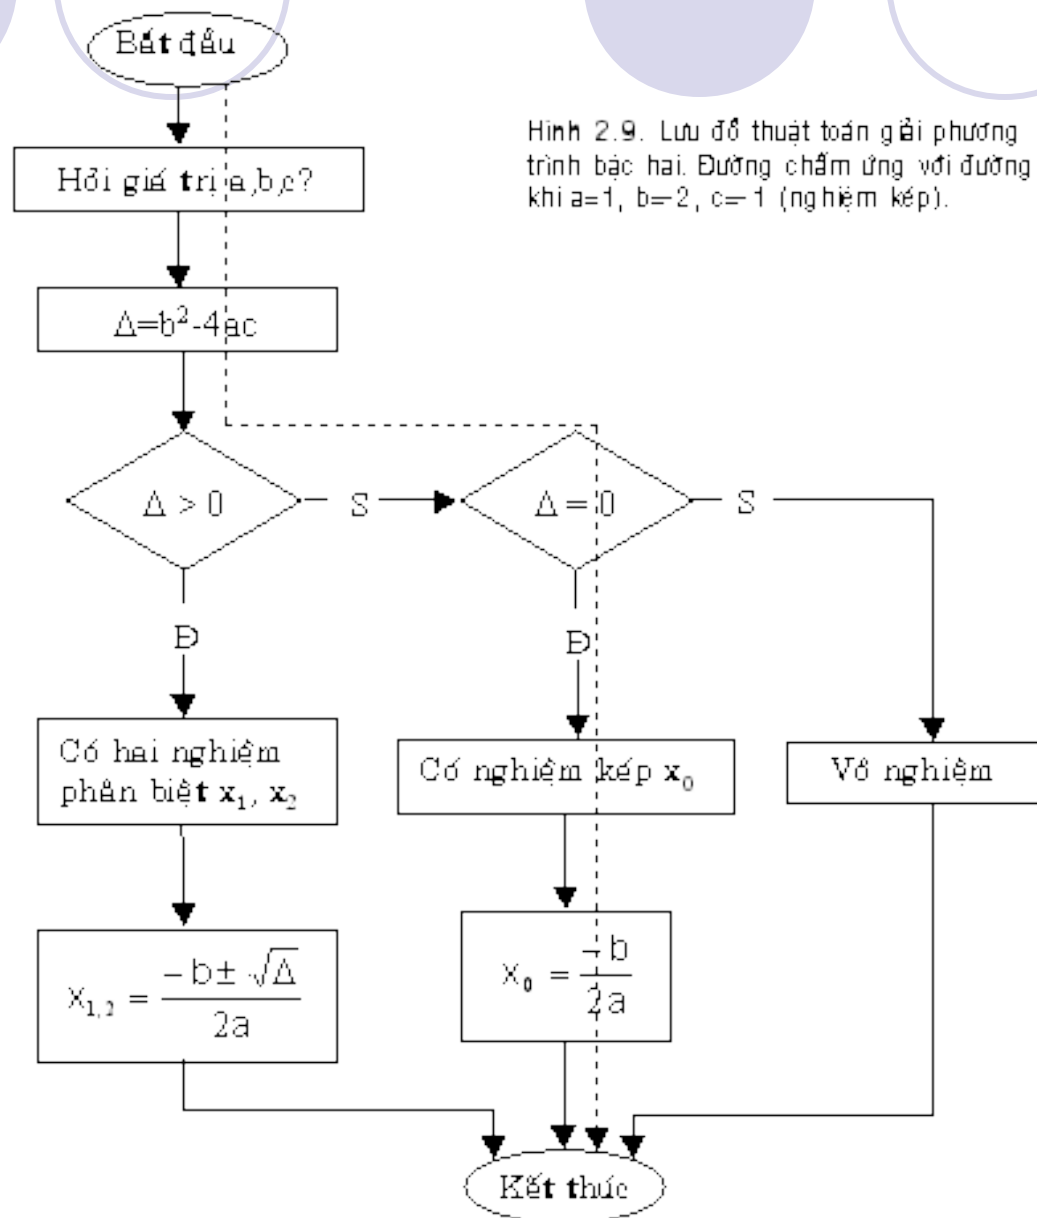 Bắt đầu
Hình 2.9. Lưu đồ thuật toán giải phương
trình bậc hai. Đường chấm ứng với đường
khi a=1, b=-2, c=-1 (nghiệm kép).
Hỏi giá trị a,b,c?
Δ=b²-4ac
Δ > 0
S
Δ = 0
S
Đ
Đ
Có hai nghiệm
phân biệt x₁, x₂
Có nghiệm kép x₀
Vô nghiệm
x₁,₂ = (-b ± √Δ) / 2a
x₀ = -b / 2a
Kết thúc